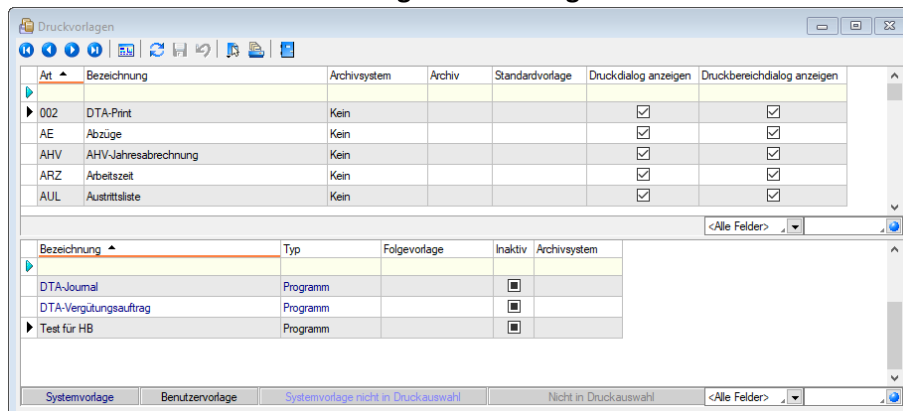 Druckvorlagen
Art Bezeichnung Archivsystem Archiv Standardvorlage Druckdialog anzeigen Druckbereichdialog anzeigen
002 DTA-Print Kein
AE Abzüge Kein
AHV AHV-Jahresabrechnung Kein
ARZ Arbeitszeit Kein
AUL Austrittsliste Kein
<Alle Felder>
Bezeichnung Typ Folgevorlage Inaktiv Archivsystem
DTA-Journal Programm
DTA-Vergütungsauftrag Programm
Test für HB Programm
Systemvorlage Benutzervorlage Systemvorlage nicht in Druckauswahl Nicht in Druckauswahl <Alle Felder>